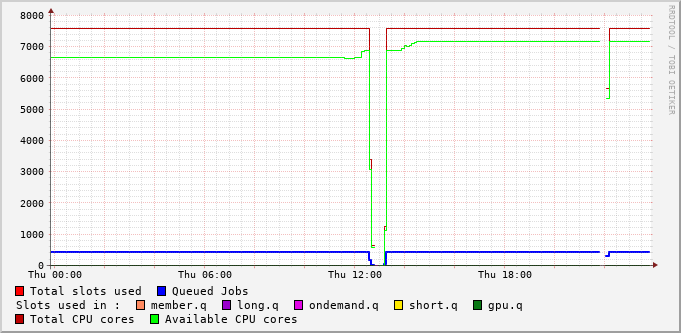 RRDTOOL / TOBI OETIKER
8000
7000
6000
5000
4000
3000
2000
1000
0
Thu 00:00 Thu 06:00 Thu 12:00 Thu 18:00
Total slots used Queued Jobs
Slots used in : member.q long.q ondemand.q short.q gpu.q
Total CPU cores Available CPU cores